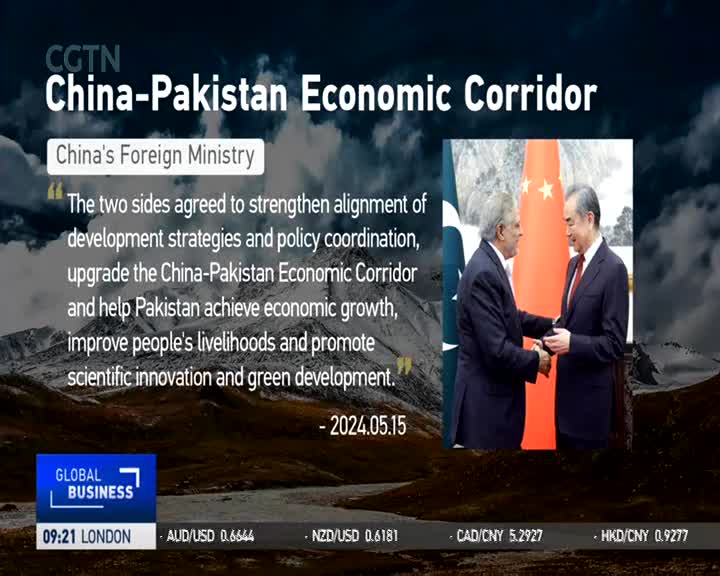 CGTN
China-Pakistan Economic Corridor
China's Foreign Ministry
“The two sides agreed to strengthen alignment of
development strategies and policy coordination,
upgrade the China-Pakistan Economic Corridor
and help Pakistan achieve economic growth,
improve people's livelihoods and promote
scientific innovation and green development.”
- 2024.05.15
GLOBAL
BUSINESS
09:21 LONDON
· AUD/USD 0.6644 · NZD/USD 0.6181 · CAD/CNY 5.2927 · HKD/CNY 0.9277